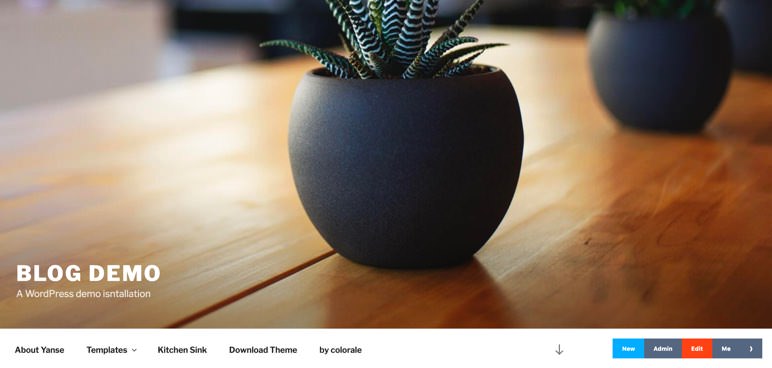 BLOG DEMO
A WordPress demo isntallation
About Yanse Templates Kitchen Sink Download Theme by colorale New Admin Edit Me